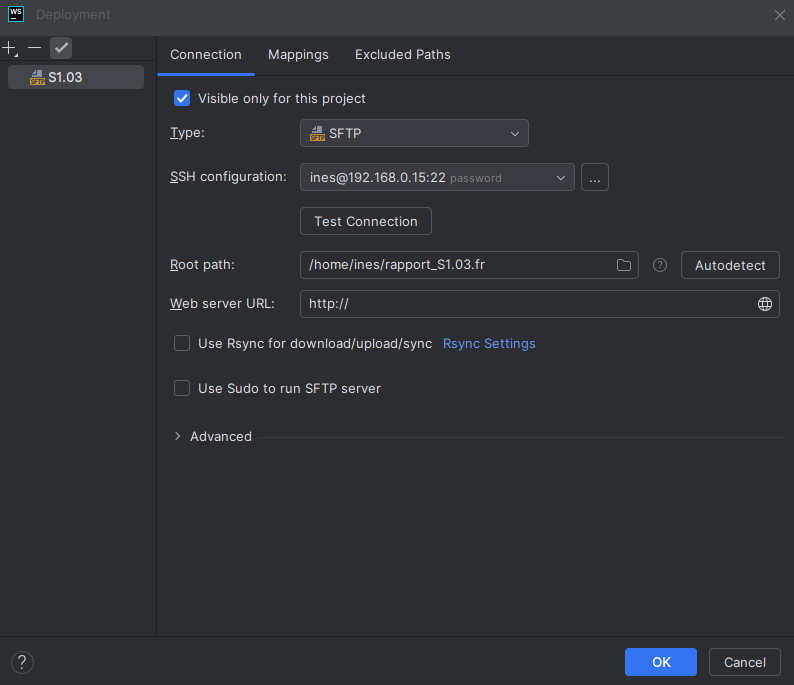 WS
Deployment
Connection Mappings Excluded Paths
SFTP S1.03
Visible only for this project
Type: SFTP SFTP
SSH configuration: ines@192.168.0.15:22 password ...
Test Connection
Root path: /home/ines/rapport_S1.03.fr ? Autodetect
Web server URL: http://
Use Rsync for download/upload/sync Rsync Settings
Use Sudo to run SFTP server
Advanced
? OK Cancel